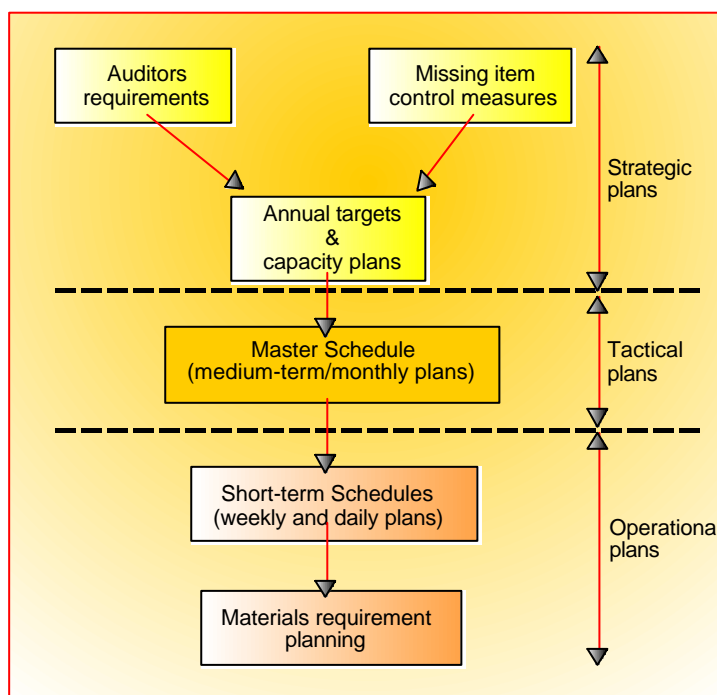 Auditors
requirements
Missing item
control measures
Annual targets
&
capacity plans
Strategic
plans
Master Schedule
(medium-term/monthly plans)
Tactical
plans
Short-term Schedules
(weekly and daily plans)
Operationa
plans
Materials requirement
planning